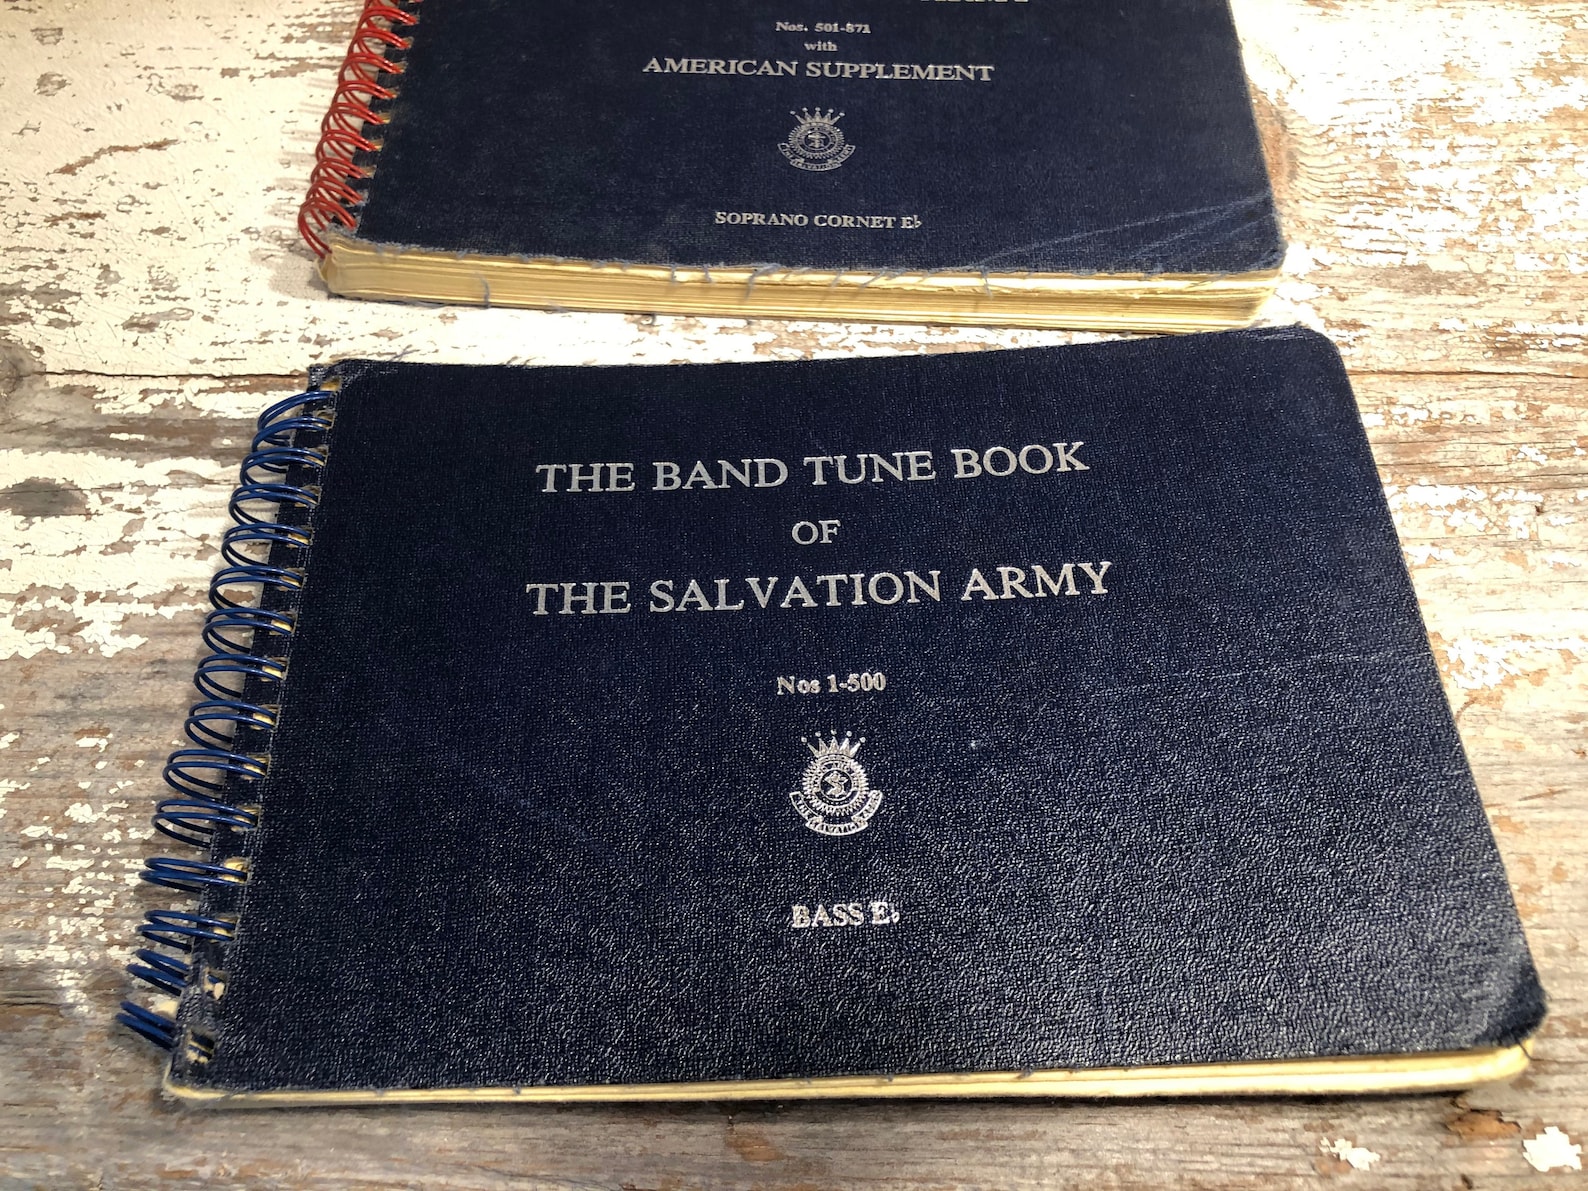 Nos. 501-871
with
AMERICAN SUPPLEMENT
SOPRANO CORNET E♭
THE BAND TUNE BOOK
OF
THE SALVATION ARMY
Nos 1-500
BASS E♭